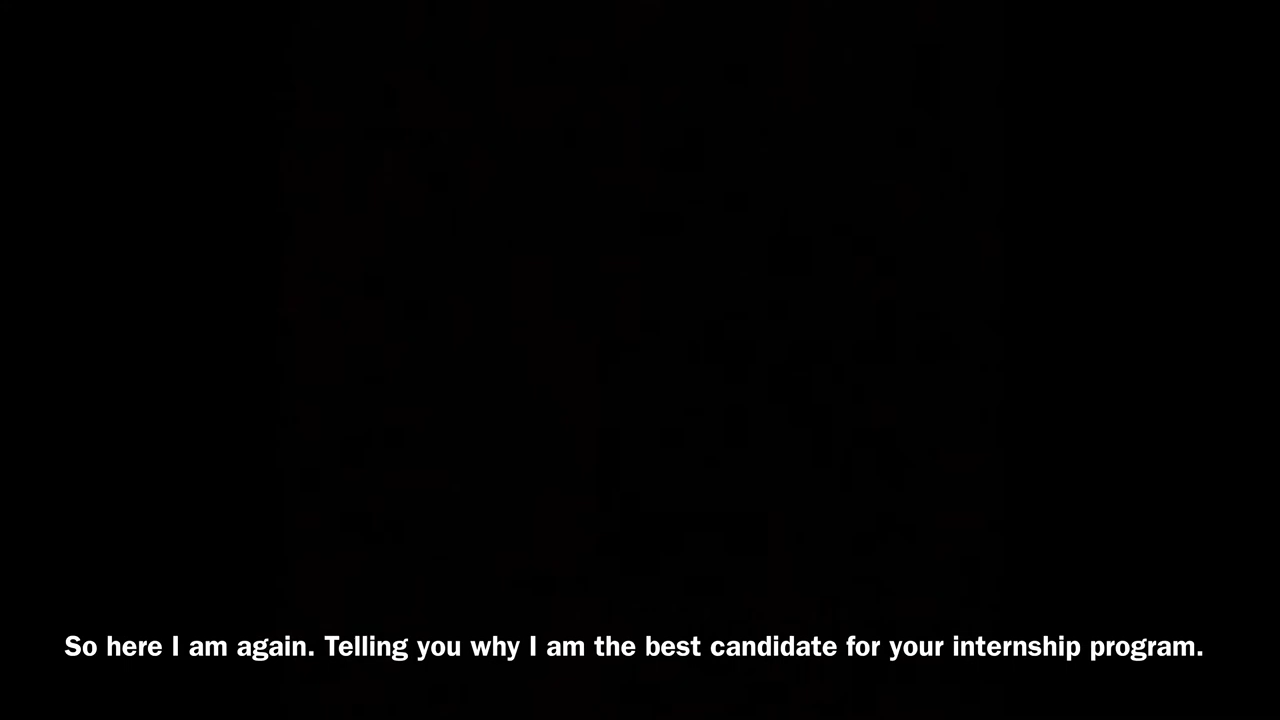 So here I am again. Telling you why I am the best candidate for your internship program.